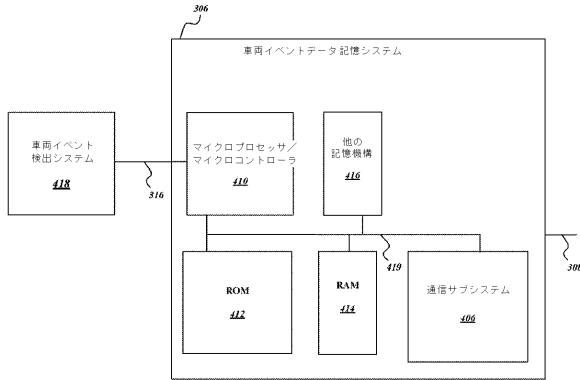 306
車両イベントデータ記憶システム
車両イベント
検出システム
418
316
マイクロプロセッサ／
マイクロコントローラ
410
他の
記憶機構
416
419
308
ROM
412
RAM
414
通信サブシステム
406